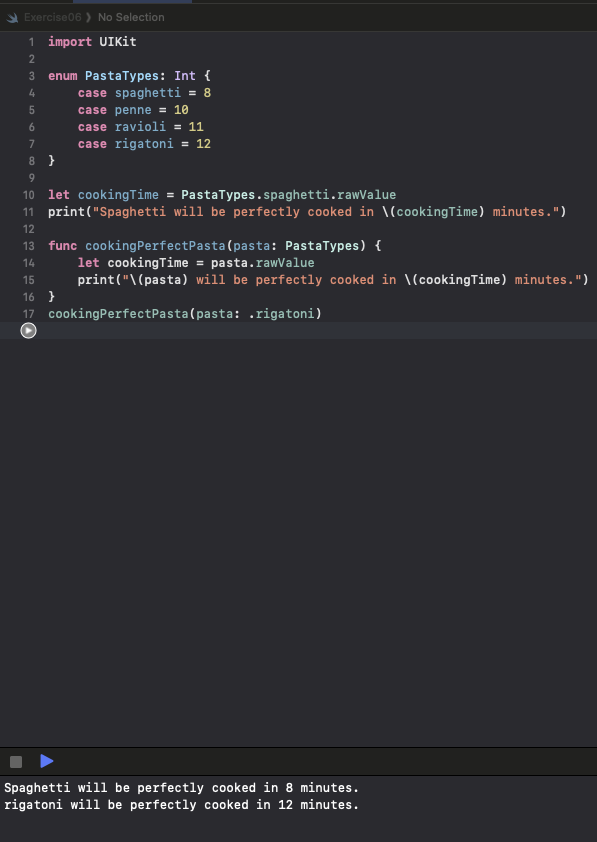 Exercise06 ⟩ No Selection
1 import UIKit
2
3 enum PastaTypes: Int {
4     case spaghetti = 8
5     case penne = 10
6     case ravioli = 11
7     case rigatoni = 12
8 }
9
10 let cookingTime = PastaTypes.spaghetti.rawValue
11 print("Spaghetti will be perfectly cooked in \(cookingTime) minutes.")
12
13 func cookingPerfectPasta(pasta: PastaTypes) {
14     let cookingTime = pasta.rawValue
15     print("\(pasta) will be perfectly cooked in \(cookingTime) minutes.")
16 }
17 cookingPerfectPasta(pasta: .rigatoni)
Spaghetti will be perfectly cooked in 8 minutes.
rigatoni will be perfectly cooked in 12 minutes.